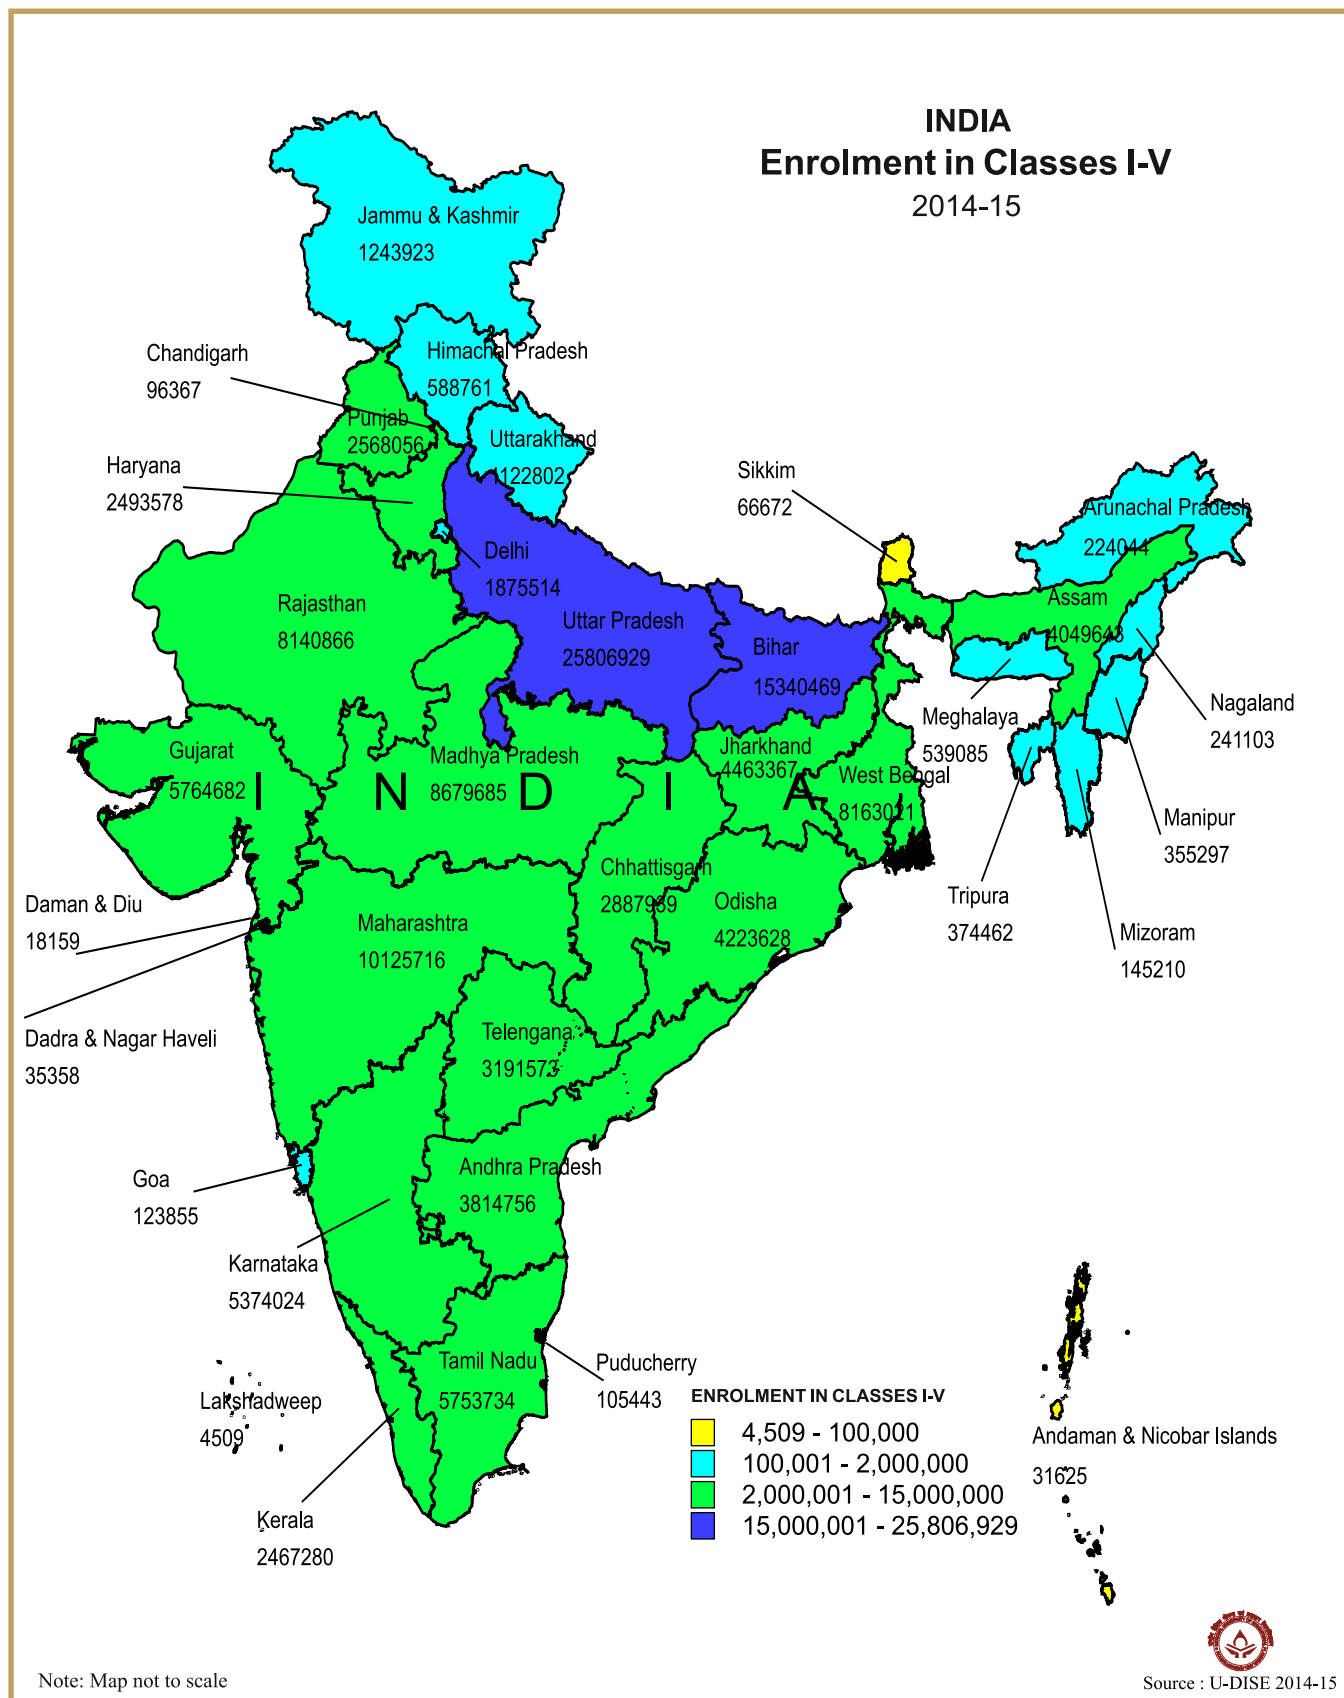 INDIA
Enrolment in Classes I-V
2014-15
Jammu & Kashmir
1243923
Himachal Pradesh
588761
Chandigarh
96367
Punjab
2568056
Uttarakhand
1122802
Haryana
2493578
Sikkim
66672
Arunachal Pradesh
224044
Delhi
1875514
Rajasthan
8140866
Uttar Pradesh
25806929
Bihar
15340469
Assam
4049643
Nagaland
241103
Meghalaya
539085
Gujarat
5764682
Madhya Pradesh
8679685
Jharkhand
4463367
West Bengal
8163021
I N D I A
Manipur
355297
Chhattisgarh
2887939
Odisha
4223628
Tripura
374462
Mizoram
145210
Daman & Diu
18159
Maharashtra
10125716
Dadra & Nagar Haveli
35358
Telengana
3191573
Goa
123855
Andhra Pradesh
3814756
Karnataka
5374024
Tamil Nadu
5753734
Puducherry
105443
Lakshadweep
4509
Kerala
2467280
Andaman & Nicobar Islands
31625
ENROLMENT IN CLASSES I-V
4,509 - 100,000
100,001 - 2,000,000
2,000,001 - 15,000,000
15,000,001 - 25,806,929
Note: Map not to scale
Source : U-DISE 2014-15